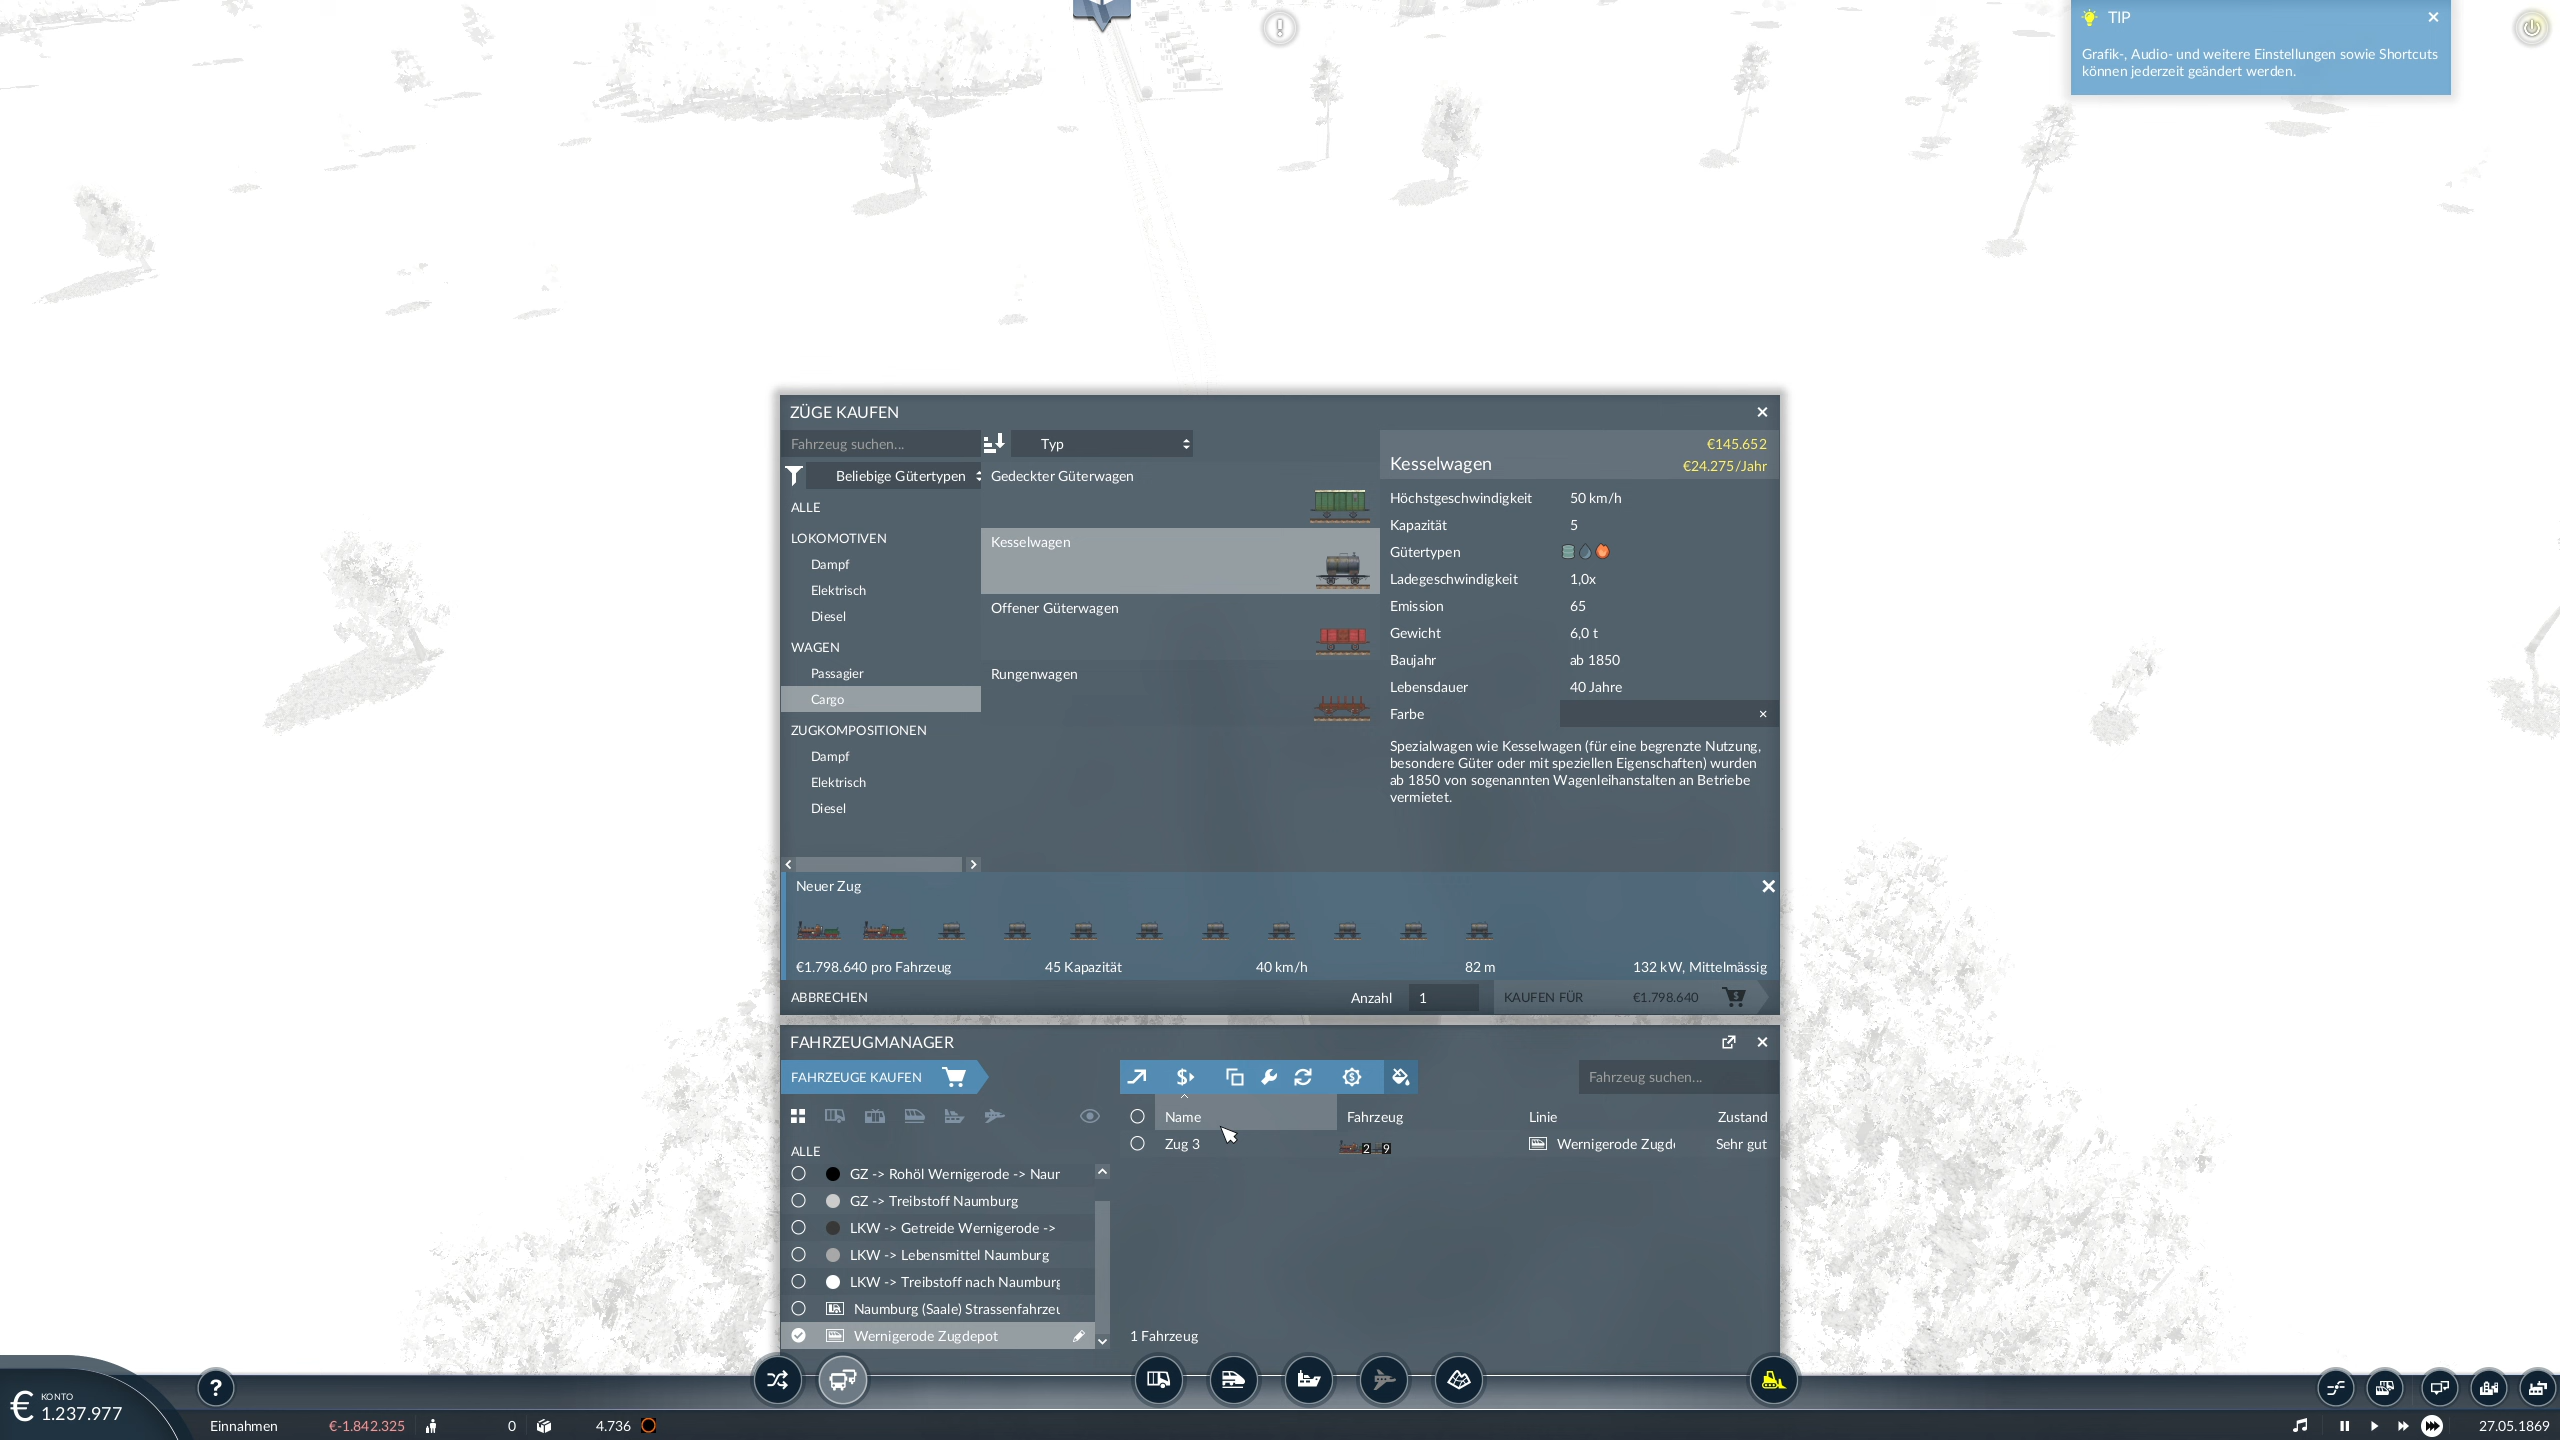 TIP
Grafik-, Audio- und weitere Einstellungen sowie Shortcuts
können jederzeit geändert werden.
ZÜGE KAUFEN
Fahrzeug suchen...
Typ
Beliebige Gütertypen
ALLE
LOKOMOTIVEN
Dampf
Elektrisch
Diesel
WAGEN
Passagier
Cargo
ZUGKOMPOSITIONEN
Dampf
Elektrisch
Diesel
Gedeckter Güterwagen
Kesselwagen
Offener Güterwagen
Rungenwagen
€145.652
Kesselwagen
€24.275/Jahr
Höchstgeschwindigkeit 50 km/h
Kapazität 5
Gütertypen
Ladegeschwindigkeit 1,0x
Emission 65
Gewicht 6,0 t
Baujahr ab 1850
Lebensdauer 40 Jahre
Farbe
Spezialwagen wie Kesselwagen (für eine begrenzte Nutzung,
besondere Güter oder mit speziellen Eigenschaften) wurden
ab 1850 von sogenannten Wagenleihanstalten an Betriebe
vermietet.
Neuer Zug
€1.798.640 pro Fahrzeug 45 Kapazität 40 km/h 82 m 132 kW, Mittelmässig
ABBRECHEN Anzahl 1 KAUFEN FÜR €1.798.640
FAHRZEUGMANAGER
FAHRZEUGE KAUFEN
Fahrzeug suchen...
ALLE
GZ -> Rohöl Wernigerode -> Naur
GZ -> Treibstoff Naumburg
LKW -> Getreide Wernigerode ->
LKW -> Lebensmittel Naumburg
LKW -> Treibstoff nach Naumburg
Naumburg (Saale) Strassenfahrzeu
Wernigerode Zugdepot
Name Fahrzeug Linie Zustand
Zug 3 2 9 Wernigerode Zugde Sehr gut
1 Fahrzeug
€ KONTO
1.237.977
?
Einnahmen €-1.842.325 0 4.736
27.05.1869